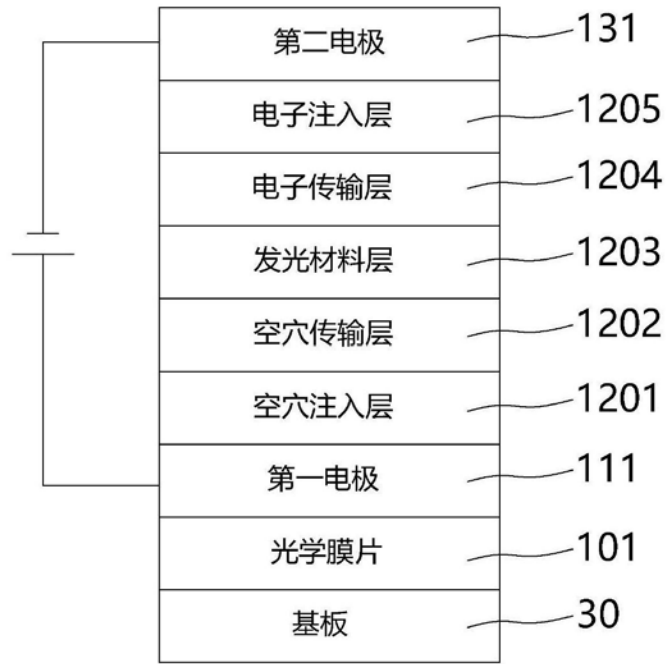 第二电极 131
电子注入层 1205
电子传输层 1204
发光材料层 1203
空穴传输层 1202
空穴注入层 1201
第一电极 111
光学膜片 101
基板 30